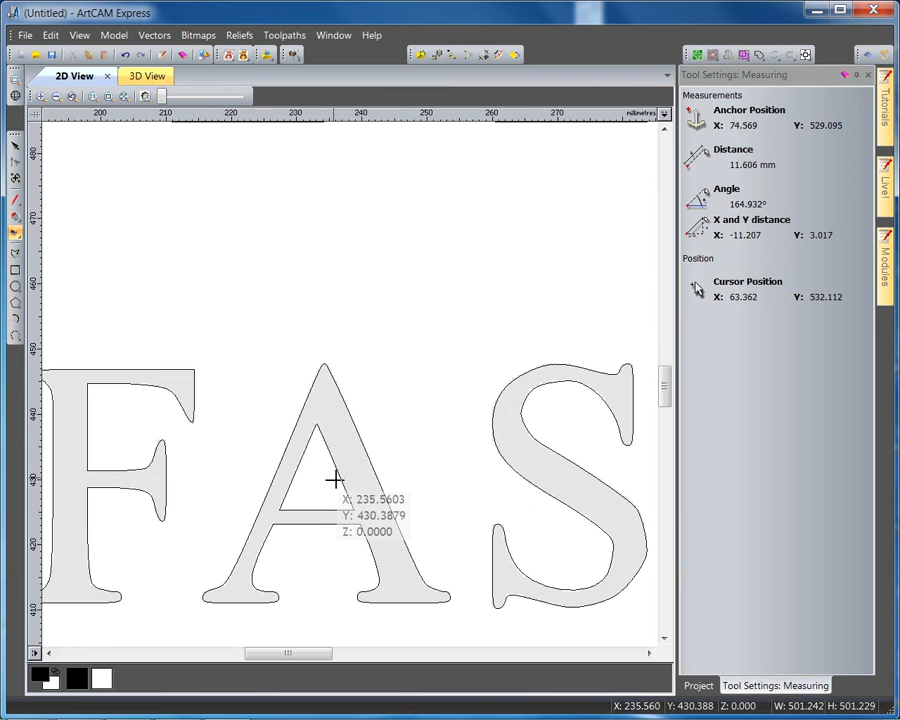 (Untitled) - ArtCAM Express
File Edit View Model Vectors Bitmaps Reliefs Toolpaths Window Help
2D View 3D View
Tool Settings: Measuring
200 210 220 230 240 250 260 270 millimetres
480
470
460
450
440
430
420
410
FAS
X: 235.5603
Y: 430.3879
Z: 0.0000
Measurements
Anchor Position
X: 74.569 Y: 529.095
Distance
11.606 mm
Angle
164.932°
X and Y distance
X: -11.207 Y: 3.017
Position
Cursor Position
X: 63.362 Y: 532.112
Tutorials
Live!
Modules
Project Tool Settings: Measuring
X: 235.560 Y: 430.388 Z: 0.000 W: 501.242 H: 501.229